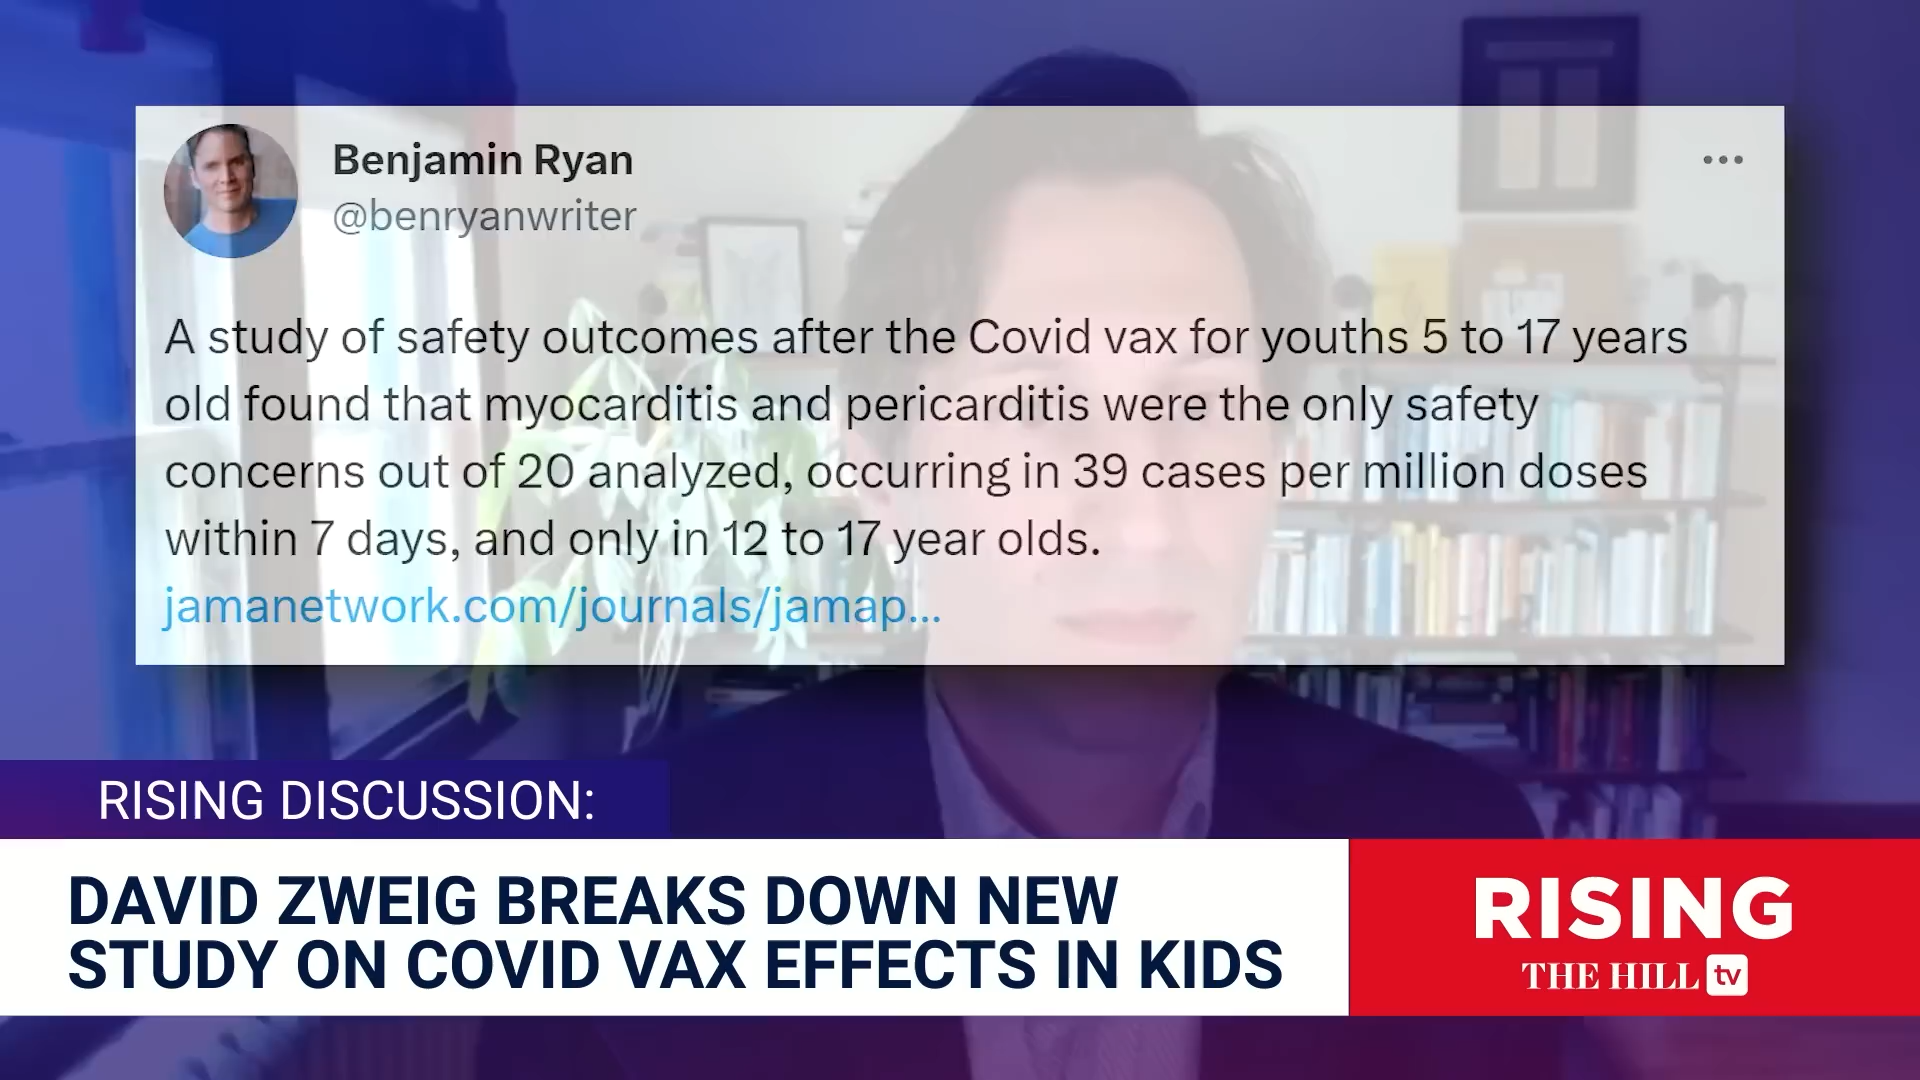 Benjamin Ryan
@benryanwriter
A study of safety outcomes after the Covid vax for youths 5 to 17 years
old found that myocarditis and pericarditis were the only safety
concerns out of 20 analyzed, occurring in 39 cases per million doses
within 7 days, and only in 12 to 17 year olds.
jamanetwork.com/journals/jamap...
RISING DISCUSSION:
DAVID ZWEIG BREAKS DOWN NEW
STUDY ON COVID VAX EFFECTS IN KIDS
RISING
THE HILL tv